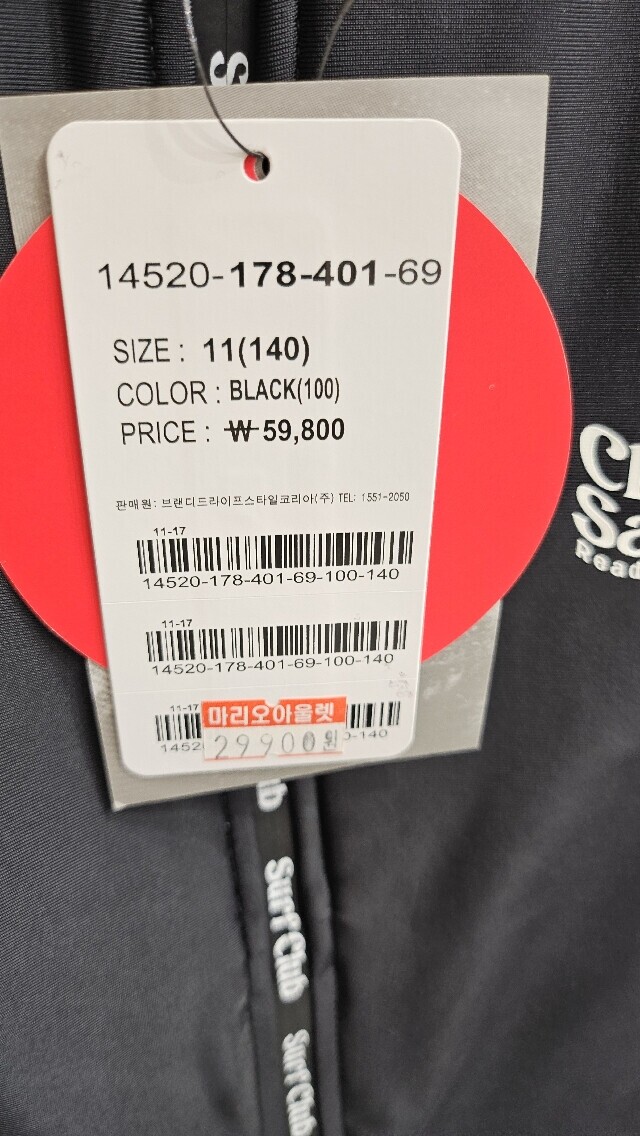 14520-178-401-69
SIZE : 11(140)
COLOR : BLACK(100)
PRICE : ₩ 59,800
판매원: 브랜디드라이프스타일코리아(주) TEL: 1551-2050
11-17
14520-178-401-69-100-140
11-17
14520-178-401-69-100-140
11-17
마리오아울렛
29900원
Surf Club
Surf Club